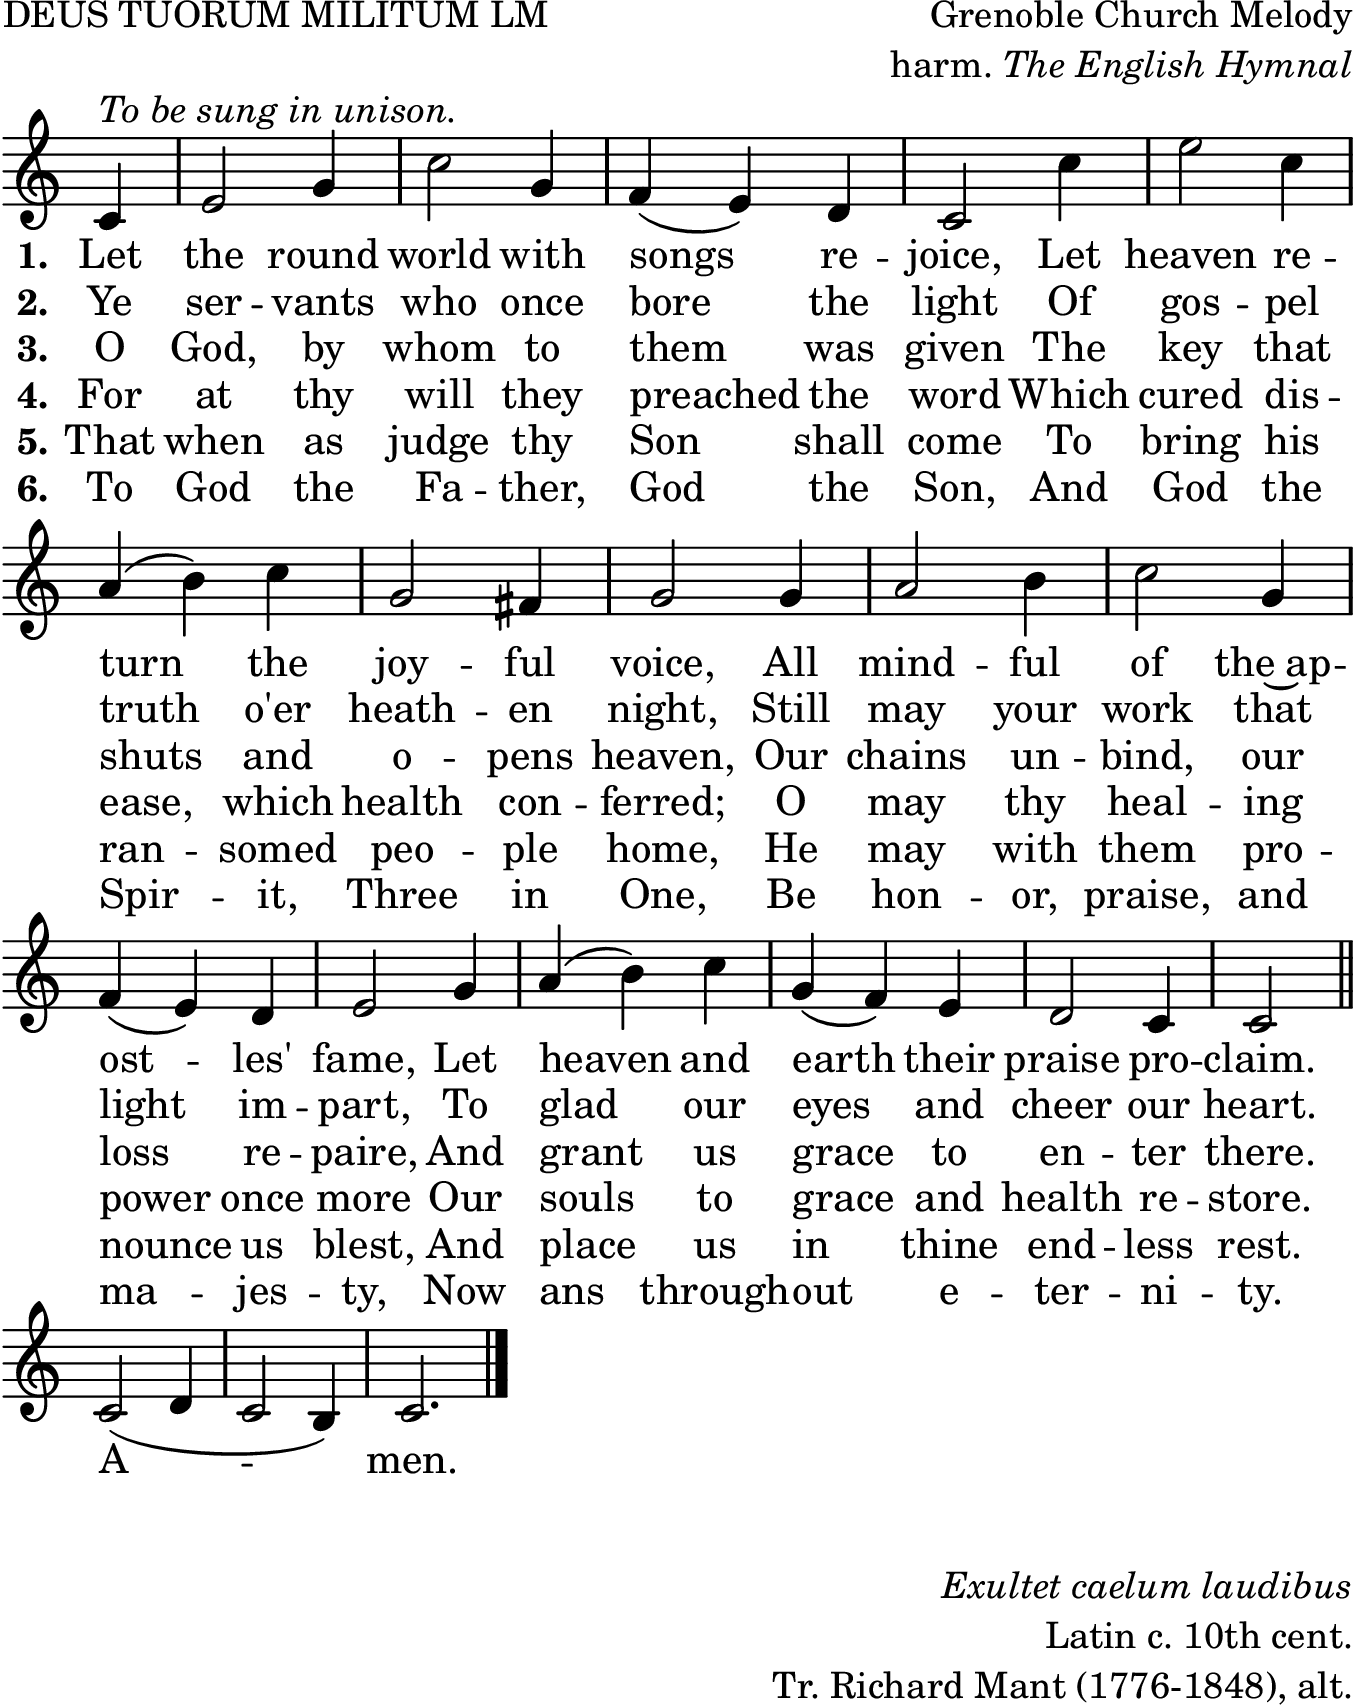 DEUS TUORUM MILITUM LM
Grenoble Church Melody
harm. The English Hymnal
To be sung in unison.
1. Let the round world with songs re - joice, Let heaven re -
2. Ye ser - vants who once bore the light Of gos - pel
3. O God, by whom to them was given The key that
4. For at thy will they preached the word Which cured dis -
5. That when as judge thy Son shall come To bring his
6. To God the Fa - ther, God the Son, And God the
turn the joy - ful voice, All mind - ful of the‿ap-
truth o'er heath - en night, Still may your work that
shuts and o - pens heaven, Our chains un - bind, our
ease, which health con - ferred; O may thy heal - ing
ran - somed peo - ple home, He may with them pro -
Spir - it, Three in One, Be hon - or, praise, and
ost - les' fame, Let heaven and earth their praise pro - claim.
light im - part, To glad our eyes and cheer our heart.
loss re - paire, And grant us grace to en - ter there.
power once more Our souls to grace and health re - store.
nounce us blest, And place us in thine end - less rest.
ma - jes - ty, Now ans throughout e - ter - ni - ty.
A - men.
Exultet caelum laudibus
Latin c. 10th cent.
Tr. Richard Mant (1776-1848), alt.